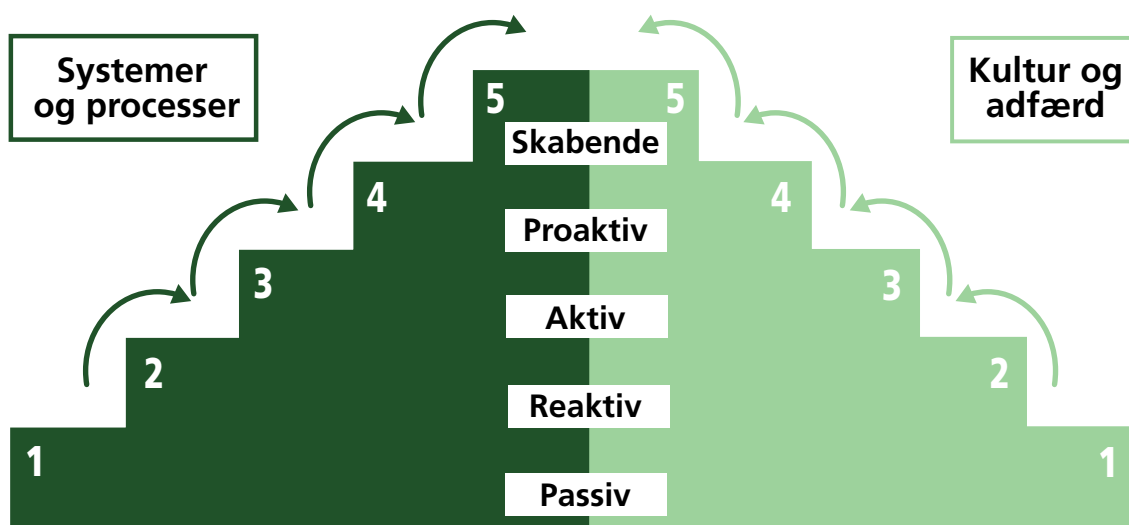 Systemer
og processer
Kultur og
adfærd
5
5
Skabende
4
4
Proaktiv
3
3
Aktiv
2
2
Reaktiv
1
1
Passiv